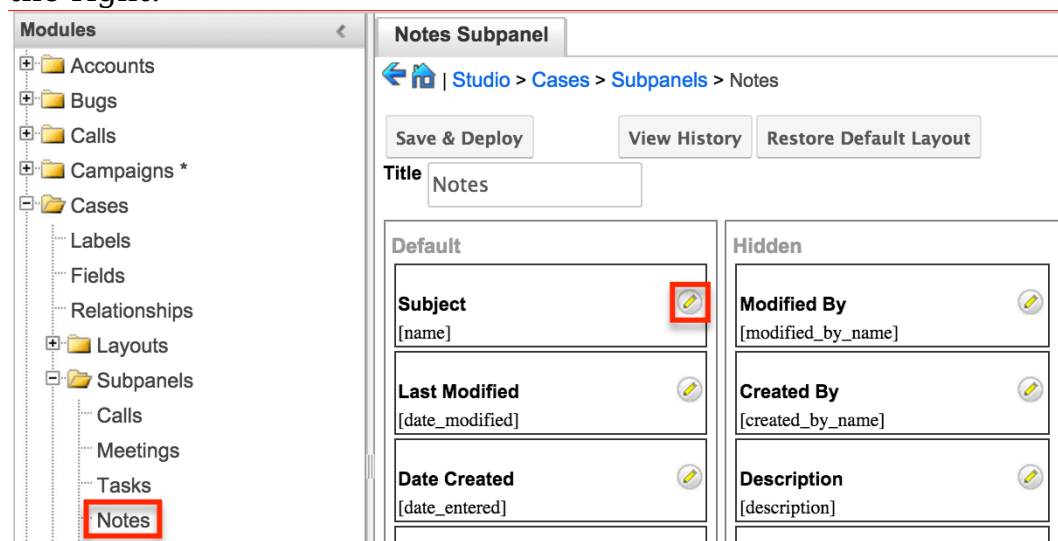 the right.
Modules
Accounts
Bugs
Calls
Campaigns *
Cases
Labels
Fields
Relationships
Layouts
Subpanels
Calls
Meetings
Tasks
Notes
Notes Subpanel
| Studio > Cases > Subpanels > Notes
Save & Deploy View History Restore Default Layout
Title Notes
Default
Subject
[name]
Last Modified
[date_modified]
Date Created
[date_entered]
Hidden
Modified By
[modified_by_name]
Created By
[created_by_name]
Description
[description]